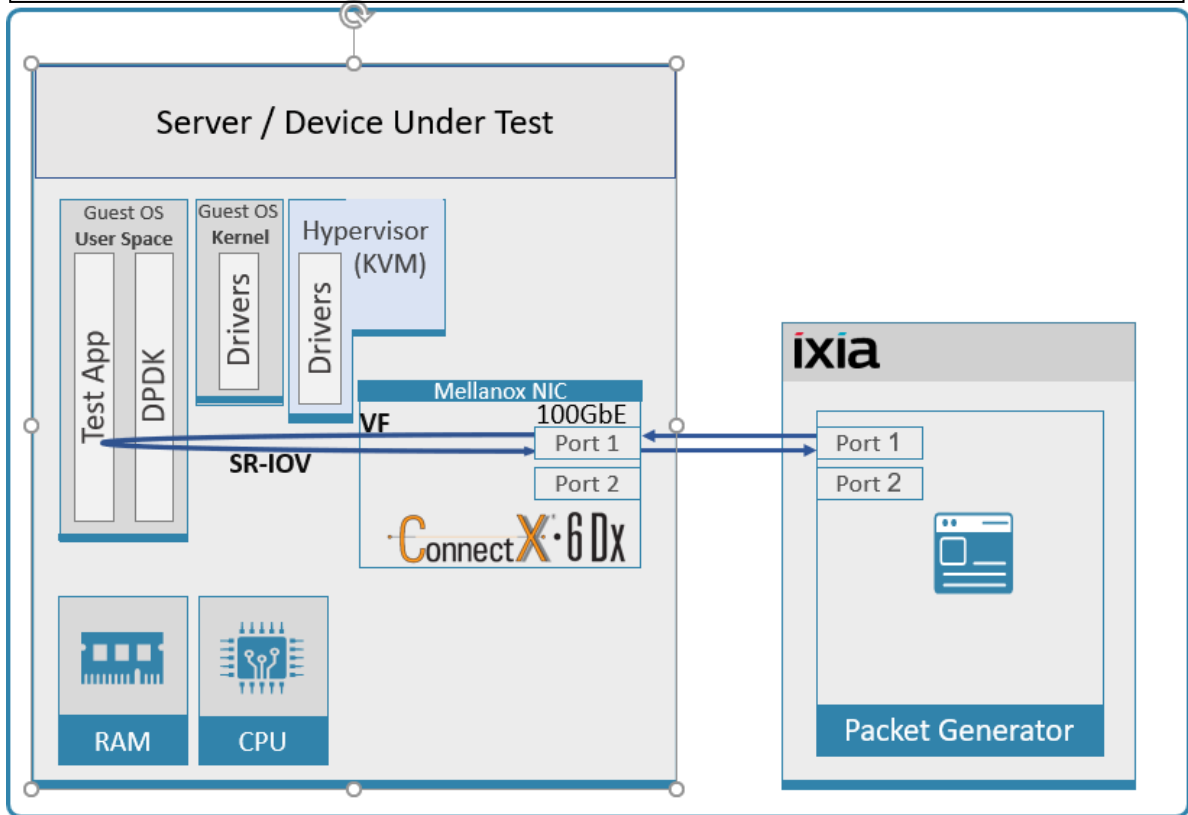 Server / Device Under Test
Guest OS
User Space
Test App
DPDK
Guest OS
Kernel
Drivers
Hypervisor
(KVM)
Drivers
Mellanox NIC
VF
100GbE
Port 1
SR-IOV
Port 2
ConnectX·6 Dx
RAM
CPU
ixia
Port 1
Port 2
Packet Generator